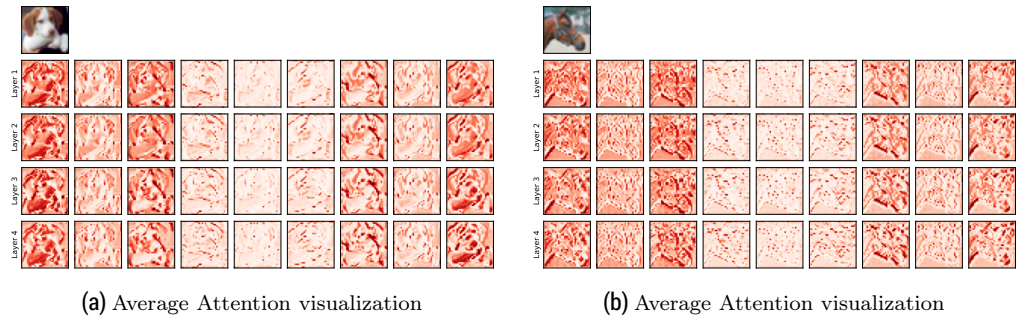 Layer 1
Layer 2
Layer 3
Layer 4
(a) Average Attention visualization
Layer 1
Layer 2
Layer 3
Layer 4
(b) Average Attention visualization